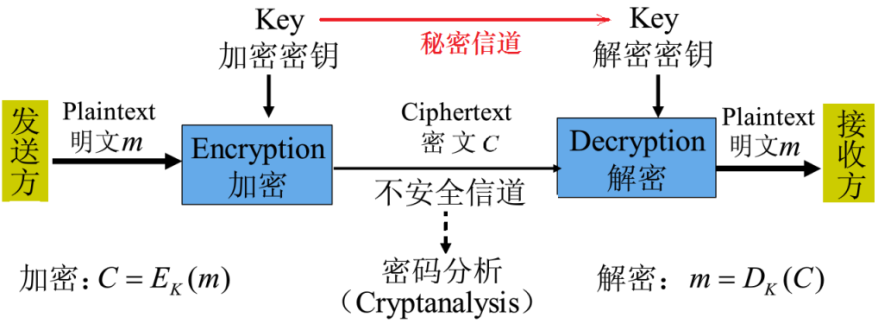 Key
加密密钥
秘密信道
Key
解密密钥
发送方
Plaintext
明文m
Encryption
加密
Ciphertext
密文C
不安全信道
Decryption
解密
Plaintext
明文m
接收方
加密：C = E_K(m)
密码分析
（Cryptanalysis）
解密：m = D_K(C)